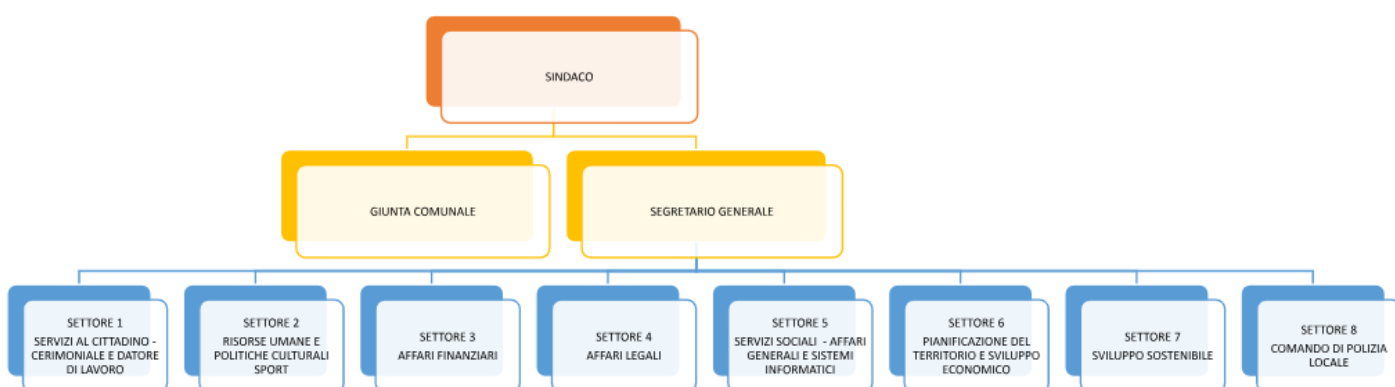 SINDACO
GIUNTA COMUNALE
SEGRETARIO GENERALE
SETTORE 1
SERVIZI AL CITTADINO -
CERIMONIALE E DATORE
DI LAVORO
SETTORE 2
RISORSE UMANE E
POLITICHE CULTURALI
SPORT
SETTORE 3
AFFARI FINANZIARI
SETTORE 4
AFFARI LEGALI
SETTORE 5
SERVIZI SOCIALI - AFFARI
GENERALI E SISTEMI
INFORMATICI
SETTORE 6
PIANIFICAZIONE DEL
TERRITORIO E SVILUPPO
ECONOMICO
SETTORE 7
SVILUPPO SOSTENIBILE
SETTORE 8
COMANDO DI POLIZIA
LOCALE